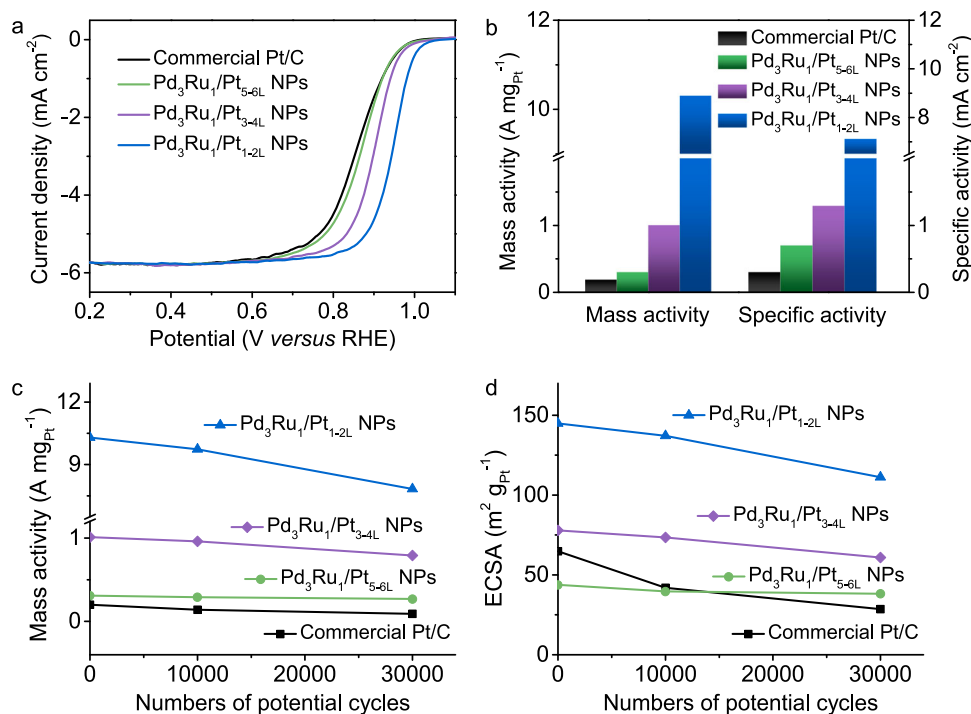 a
Current density (mA cm⁻²)
0
−2
−4
−6
Commercial Pt/C
Pd₃Ru₁/Pt₅₋₆L NPs
Pd₃Ru₁/Pt₃₋₄L NPs
Pd₃Ru₁/Pt₁₋₂L NPs
0.2 0.4 0.6 0.8 1.0
Potential (V versus RHE)
b
Mass activity (A mg_Pt⁻¹)
12
10
1
0
Commercial Pt/C
Pd₃Ru₁/Pt₅₋₆L NPs
Pd₃Ru₁/Pt₃₋₄L NPs
Pd₃Ru₁/Pt₁₋₂L NPs
12
10
8
1
0
Specific activity (mA cm⁻²)
Mass activity Specific activity
c
Mass activity (A mg_Pt⁻¹)
12
9
1
0
Pd₃Ru₁/Pt₁₋₂L NPs
Pd₃Ru₁/Pt₃₋₄L NPs
Pd₃Ru₁/Pt₅₋₆L NPs
Commercial Pt/C
0 10000 20000 30000
Numbers of potential cycles
d
ECSA (m² g_Pt⁻¹)
150
100
50
0
Pd₃Ru₁/Pt₁₋₂L NPs
Pd₃Ru₁/Pt₃₋₄L NPs
Pd₃Ru₁/Pt₅₋₆L NPs
Commercial Pt/C
0 10000 20000 30000
Numbers of potential cycles